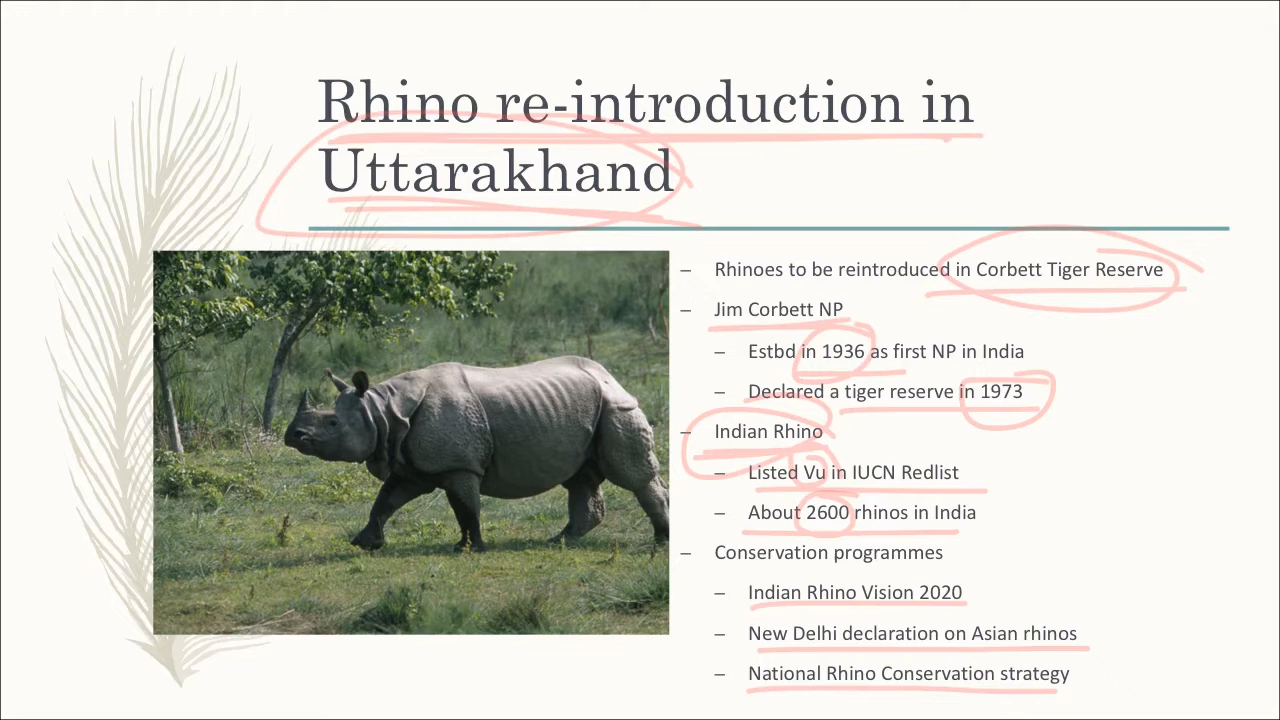 Rhino re-introduction in
Uttarakhand
– Rhinoes to be reintroduced in Corbett Tiger Reserve
– Jim Corbett NP
– Estbd in 1936 as first NP in India
– Declared a tiger reserve in 1973
– Indian Rhino
– Listed Vu in IUCN Redlist
– About 2600 rhinos in India
– Conservation programmes
– Indian Rhino Vision 2020
– New Delhi declaration on Asian rhinos
– National Rhino Conservation strategy